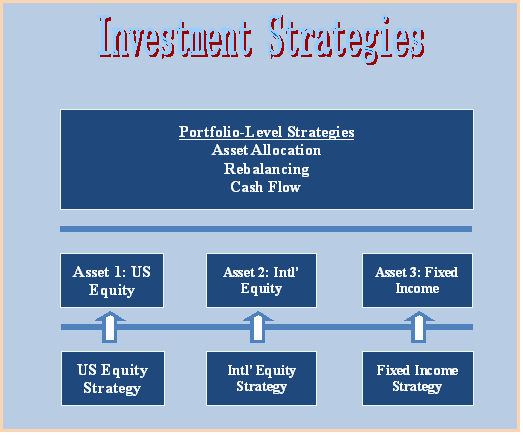 Investment Strategies
Portfolio-Level Strategies
Asset Allocation
Rebalancing
Cash Flow
Asset 1: US
Equity
Asset 2: Intl'
Equity
Asset 3: Fixed
Income
US Equity
Strategy
Intl' Equity
Strategy
Fixed Income
Strategy